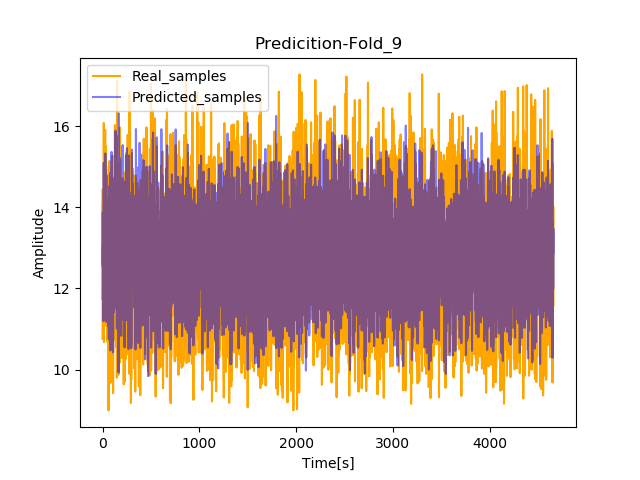 Predicition-Fold_9
Real_samples
Predicted_samples
16
14
12
10
Amplitude
0 1000 2000 3000 4000
Time[s]